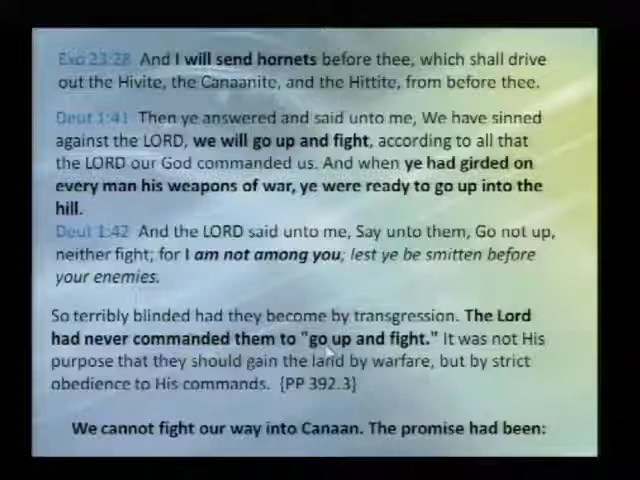 Exo 23:28 And I will send hornets before thee, which shall drive
out the Hivite, the Canaanite, and the Hittite, from before thee.
Deut 1:41 Then ye answered and said unto me, We have sinned
against the LORD, we will go up and fight, according to all that
the LORD our God commanded us. And when ye had girded on
every man his weapons of war, ye were ready to go up into the
hill.
Deut 1:42 And the LORD said unto me, Say unto them, Go not up,
neither fight; for I am not among you; lest ye be smitten before
your enemies.
So terribly blinded had they become by transgression. The Lord
had never commanded them to "go up and fight." It was not His
purpose that they should gain the land by warfare, but by strict
obedience to His commands. {PP 392.3}
We cannot fight our way into Canaan. The promise had been: